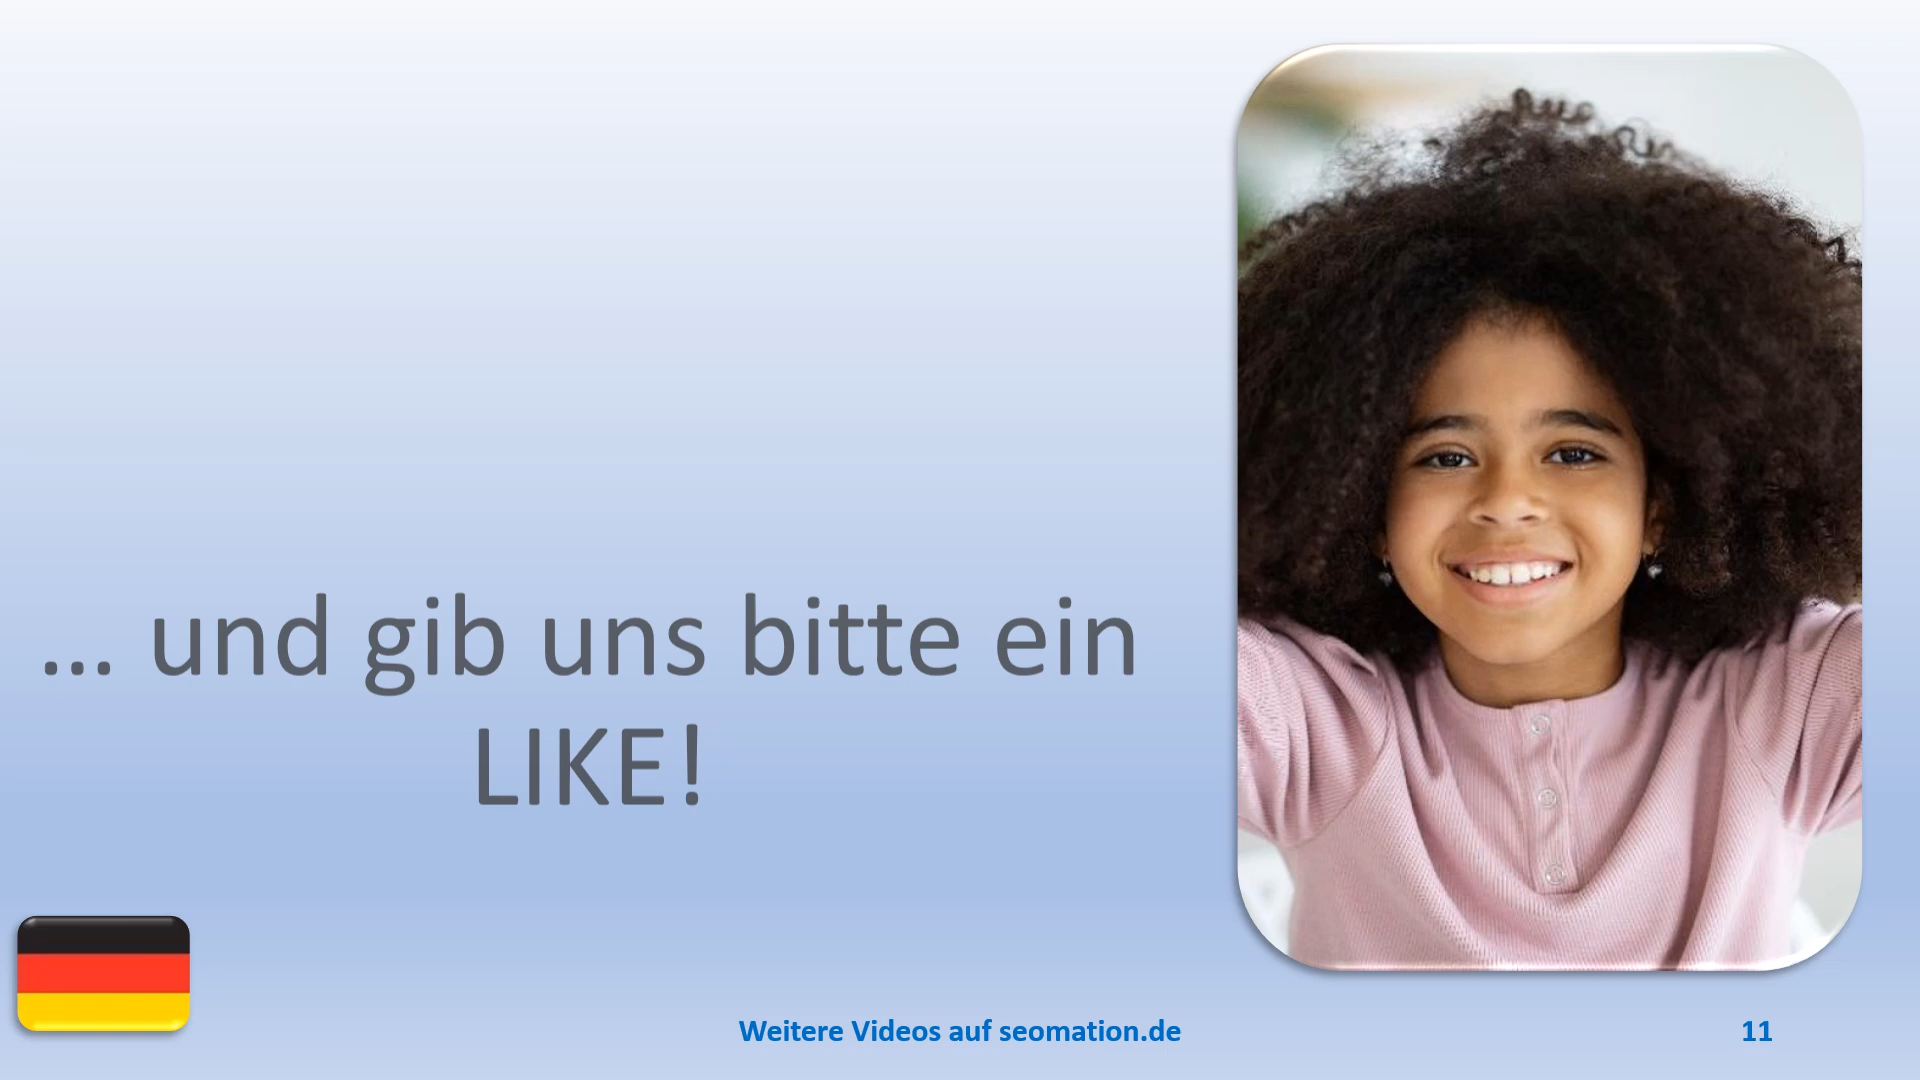 ... und gib uns bitte ein
LIKE!
Weitere Videos auf seomation.de
11